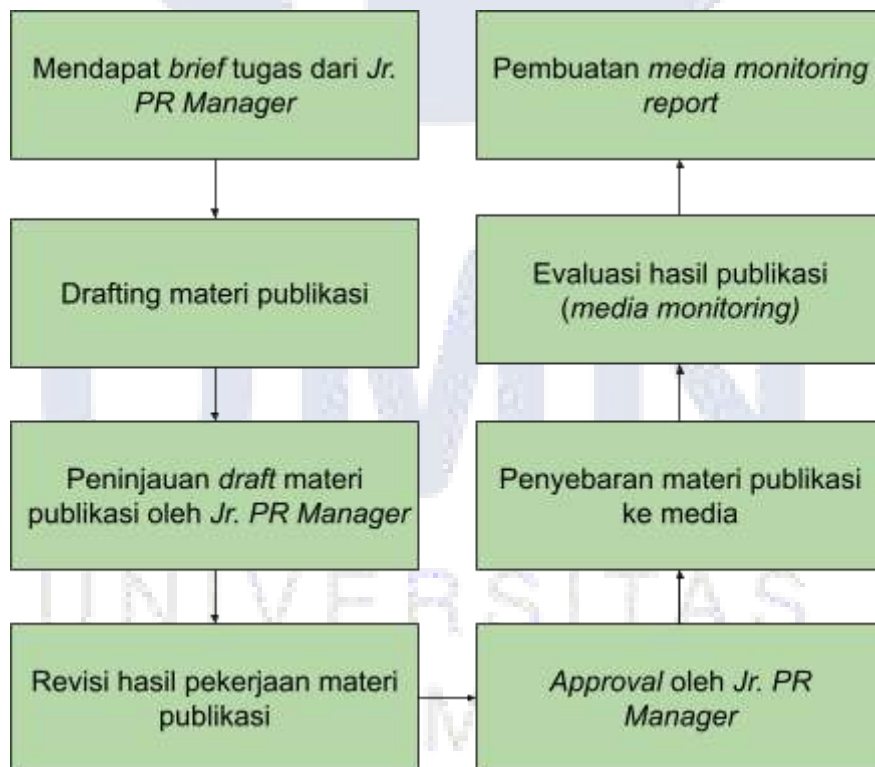 Mendapat brief tugas dari Jr.
PR Manager
Drafting materi publikasi
Peninjauan draft materi
publikasi oleh Jr. PR Manager
Revisi hasil pekerjaan materi
publikasi
Approval oleh Jr. PR
Manager
Penyebaran materi publikasi
ke media
Evaluasi hasil publikasi
(media monitoring)
Pembuatan media monitoring
report
UMN
UNIVERSITAS